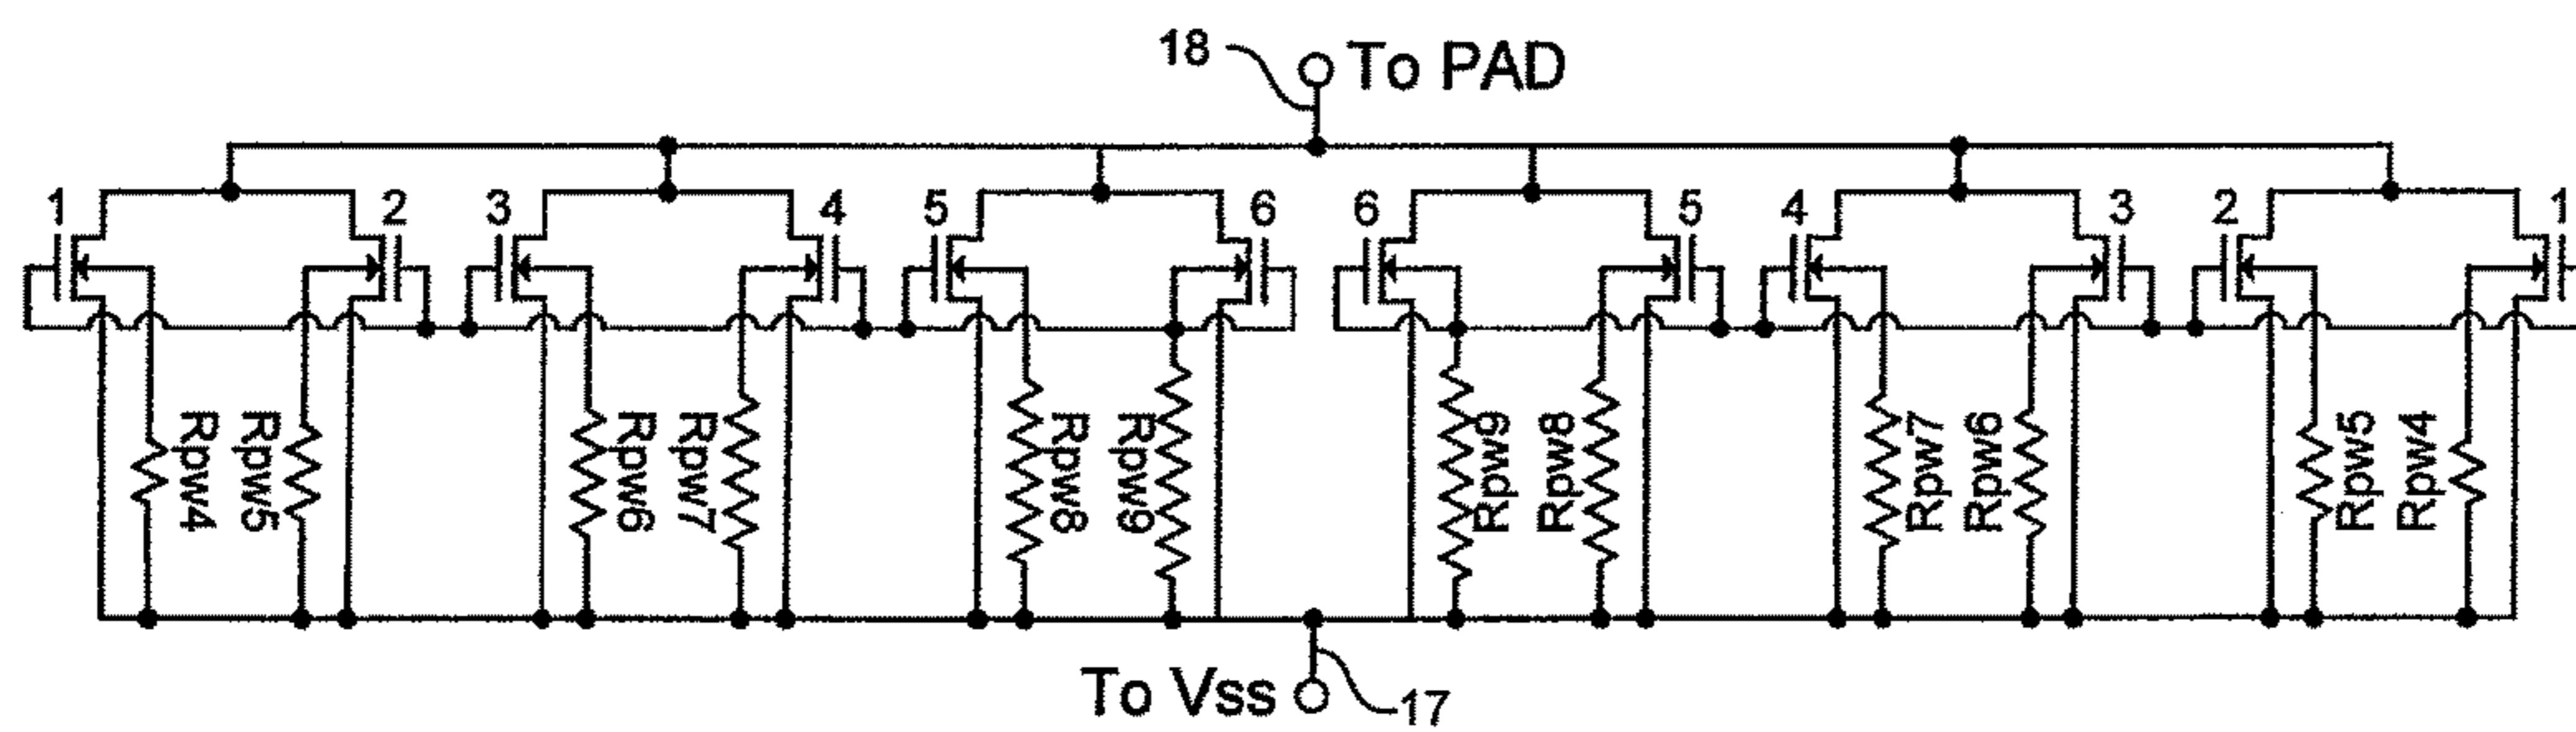 18 To PAD
1 2 3 4 5 6 6 5 4 3 2 1
Rpw4 Rpw5 Rpw6 Rpw7 Rpw8 Rpw9 Rpw9 Rpw8 Rpw7 Rpw6 Rpw5 Rpw4
To Vss 17